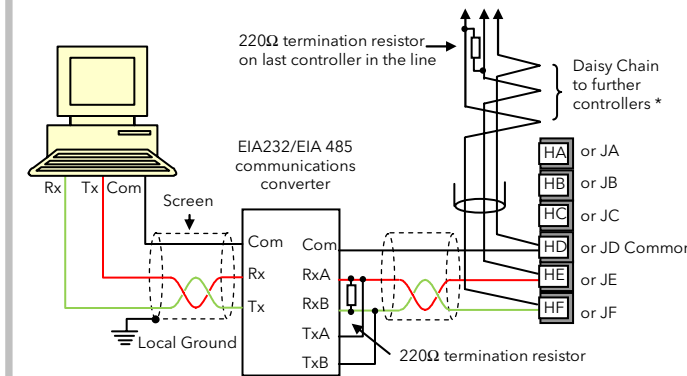 220Ω termination resistor
on last controller in the line
Daisy Chain
to further
controllers *
EIA232/EIA 485
communications
converter
Rx
Tx
Com
Screen
Local Ground
Com
Rx
Tx
Com
RxA
RxB
TxA
TxB
220Ω termination resistor
HA or JA
HB or JB
HC or JC
HD or JD Common
HE or JE
HF or JF